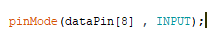 pinMode(dataPin[8] , INPUT);